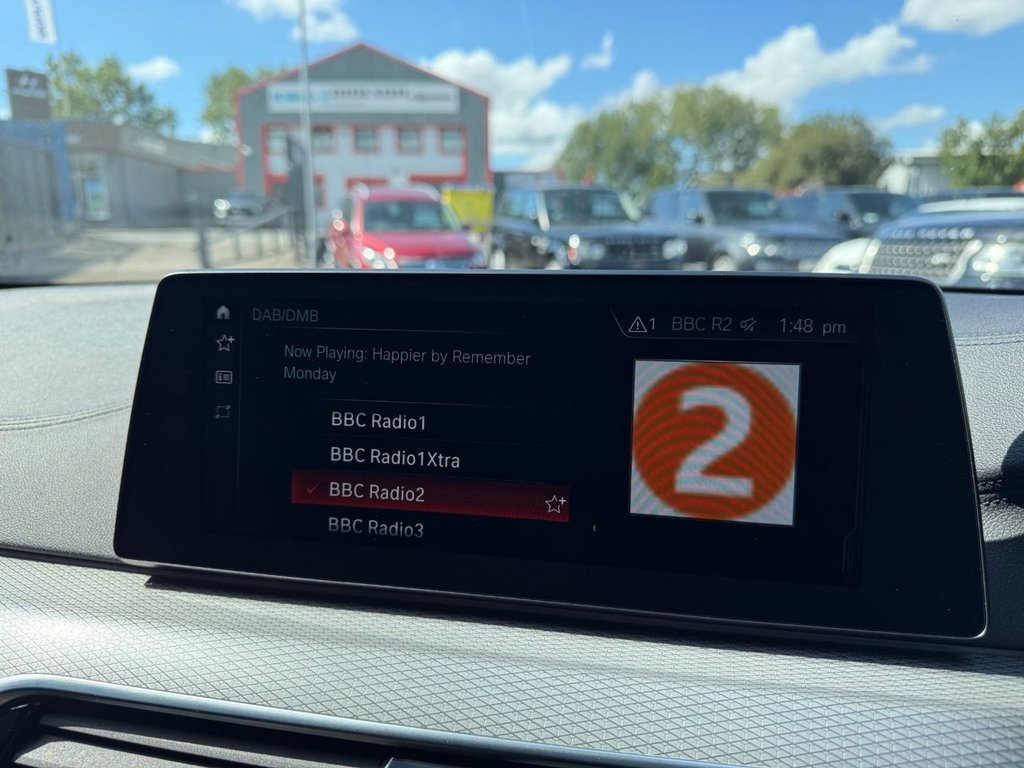 DAB/DMB
1 BBC R2 1:48 pm
Now Playing: Happier by Remember
Monday
BBC Radio1
BBC Radio1Xtra
BBC Radio2
BBC Radio3
2